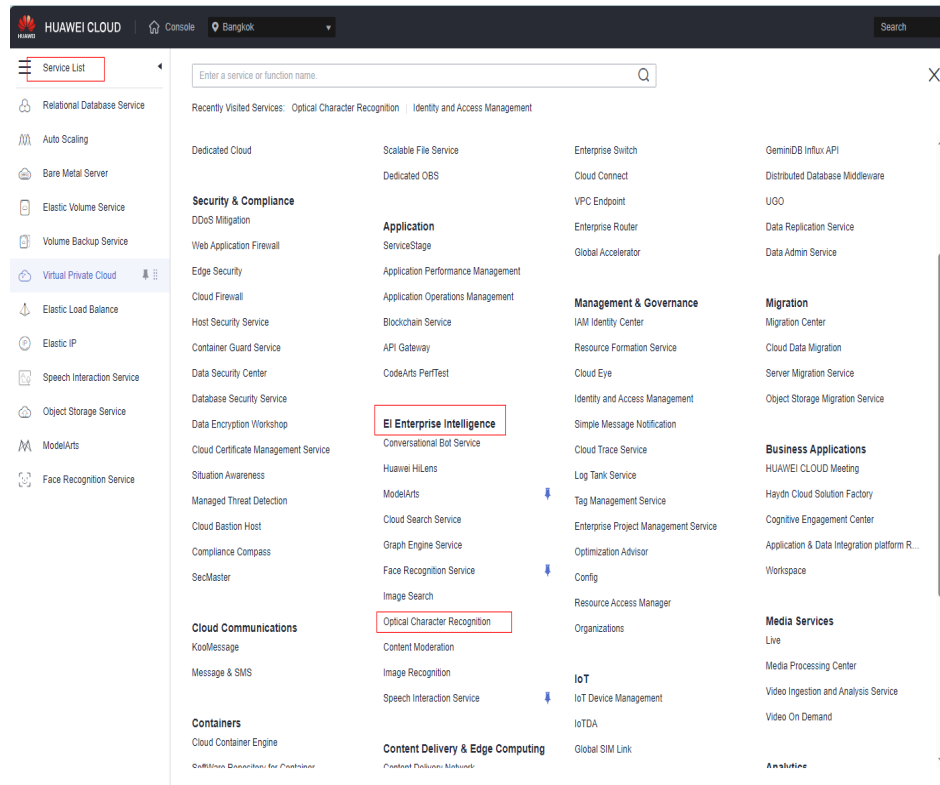 HUAWEI
HUAWEI CLOUD
Console
Bangkok
Search
Service List
Relational Database Service
Auto Scaling
Bare Metal Server
Elastic Volume Service
Volume Backup Service
Virtual Private Cloud
Elastic Load Balance
Elastic IP
Speech Interaction Service
Object Storage Service
ModelArts
Face Recognition Service
Enter a service or function name.
X
Recently Visited Services: Optical Character Recognition | Identity and Access Management
Dedicated Cloud
Security & Compliance
DDoS Mitigation
Web Application Firewall
Edge Security
Cloud Firewall
Host Security Service
Container Guard Service
Data Security Center
Database Security Service
Data Encryption Workshop
Cloud Certificate Management Service
Situation Awareness
Managed Threat Detection
Cloud Bastion Host
Compliance Compass
SecMaster
Cloud Communications
KooMessage
Message & SMS
Containers
Cloud Container Engine
SoftWare Repository for Container
Scalable File Service
Dedicated OBS
Application
ServiceStage
Application Performance Management
Application Operations Management
Blockchain Service
API Gateway
CodeArts PerfTest
EI Enterprise Intelligence
Conversational Bot Service
Huawei HiLens
ModelArts
Cloud Search Service
Graph Engine Service
Face Recognition Service
Image Search
Optical Character Recognition
Content Moderation
Image Recognition
Speech Interaction Service
Content Delivery & Edge Computing
Content Delivery Network
Enterprise Switch
Cloud Connect
VPC Endpoint
Enterprise Router
Global Accelerator
Management & Governance
IAM Identity Center
Resource Formation Service
Cloud Eye
Identity and Access Management
Simple Message Notification
Cloud Trace Service
Log Tank Service
Tag Management Service
Enterprise Project Management Service
Optimization Advisor
Config
Resource Access Manager
Organizations
IoT
IoT Device Management
IoTDA
Global SIM Link
GeminiDB Influx API
Distributed Database Middleware
UGO
Data Replication Service
Data Admin Service
Migration
Migration Center
Cloud Data Migration
Server Migration Service
Object Storage Migration Service
Business Applications
HUAWEI CLOUD Meeting
Haydn Cloud Solution Factory
Cognitive Engagement Center
Application & Data Integration platform R...
Workspace
Media Services
Live
Media Processing Center
Video Ingestion and Analysis Service
Video On Demand
Analytics